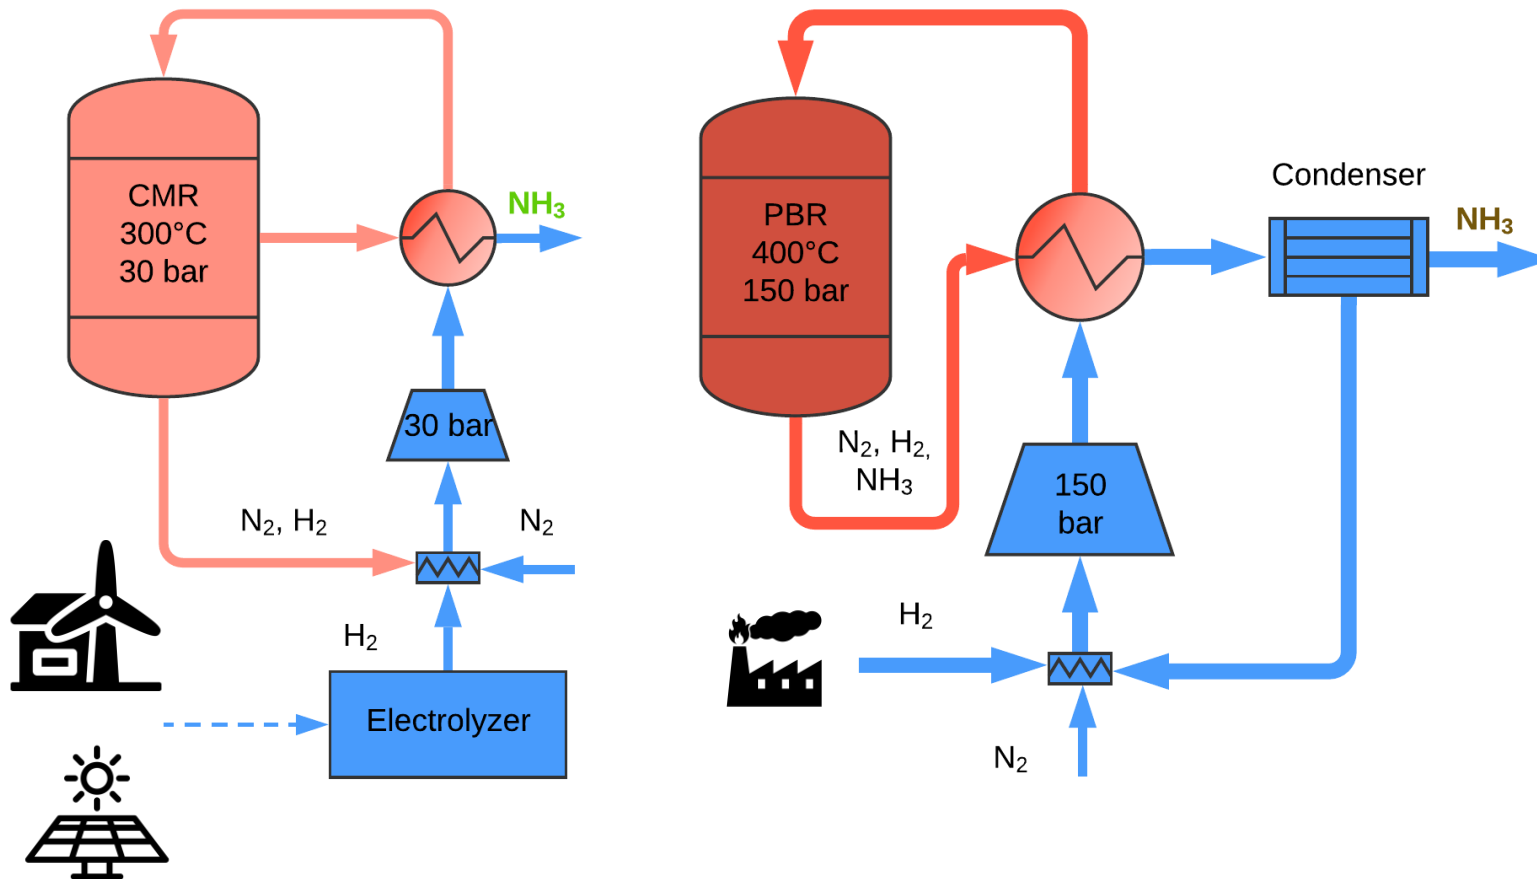 CMR
300°C
30 bar
NH₃
30 bar
N₂, H₂
N₂
H₂
Electrolyzer
PBR
400°C
150 bar
Condenser
NH₃
N₂, H₂,
NH₃
150
bar
H₂
N₂